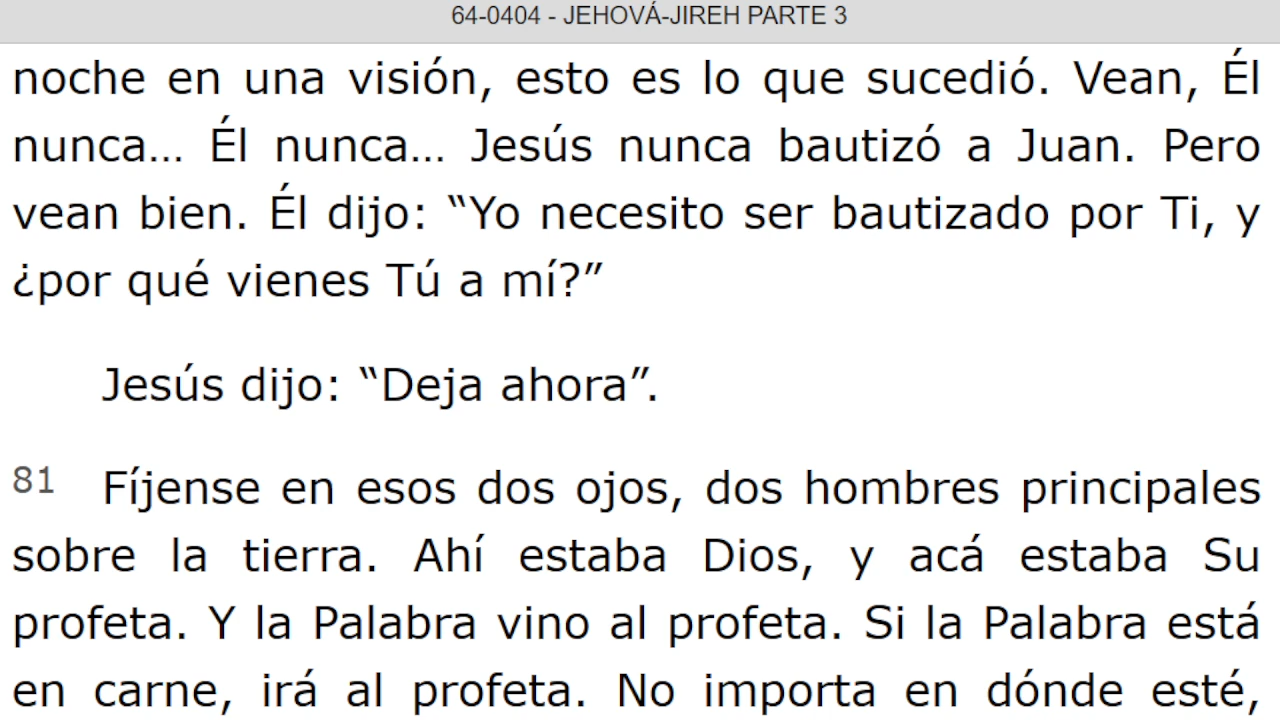 64-0404 - JEHOVÁ-JIREH PARTE 3
noche en una visión, esto es lo que sucedió. Vean, Él
nunca… Él nunca… Jesús nunca bautizó a Juan. Pero
vean bien. Él dijo: “Yo necesito ser bautizado por Ti, y
¿por qué vienes Tú a mí?”
Jesús dijo: “Deja ahora”.
81 Fíjense en esos dos ojos, dos hombres principales
sobre la tierra. Ahí estaba Dios, y acá estaba Su
profeta. Y la Palabra vino al profeta. Si la Palabra está
en carne, irá al profeta. No importa en dónde esté,